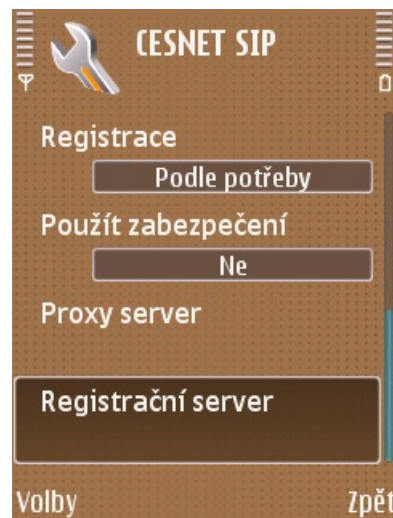 CESNET SIP
Registrace
Podle potřeby
Použít zabezpečení
Ne
Proxy server
Registrační server
Volby Zpět